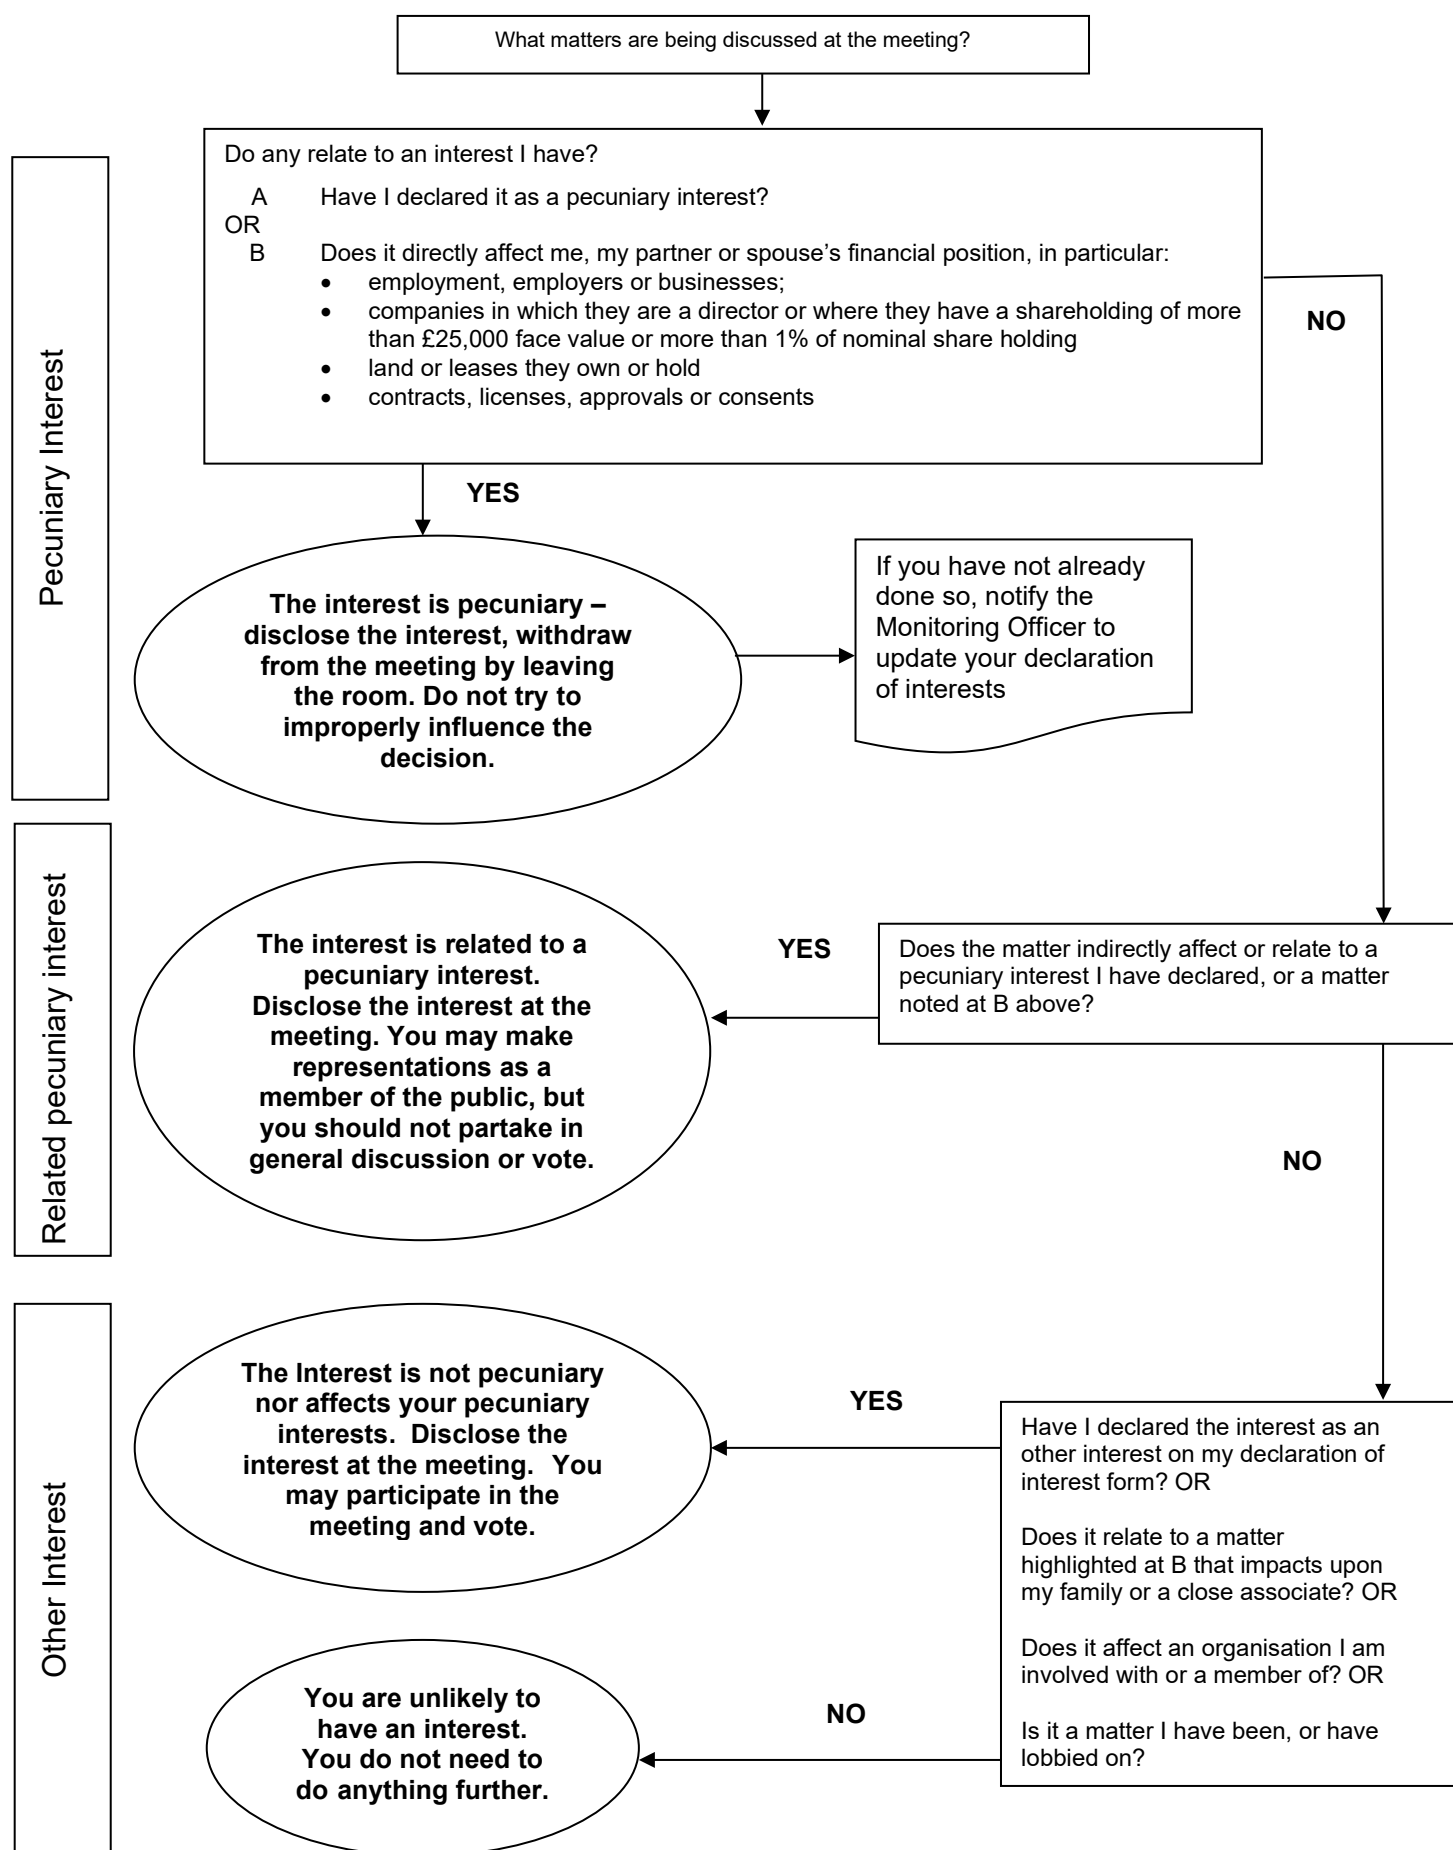 What matters are being discussed at the meeting?
Do any relate to an interest I have?
A Have I declared it as a pecuniary interest?
OR
B Does it directly affect me, my partner or spouse’s financial position, in particular:
• employment, employers or businesses;
• companies in which they are a director or where they have a shareholding of more
than £25,000 face value or more than 1% of nominal share holding
• land or leases they own or hold
• contracts, licenses, approvals or consents
NO
Pecuniary Interest
YES
The interest is pecuniary –
disclose the interest, withdraw
from the meeting by leaving
the room. Do not try to
improperly influence the
decision.
If you have not already
done so, notify the
Monitoring Officer to
update your declaration
of interests
Related pecuniary interest
The interest is related to a
pecuniary interest.
Disclose the interest at the
meeting. You may make
representations as a
member of the public, but
you should not partake in
general discussion or vote.
YES
Does the matter indirectly affect or relate to a
pecuniary interest I have declared, or a matter
noted at B above?
NO
Other Interest
The Interest is not pecuniary
nor affects your pecuniary
interests. Disclose the
interest at the meeting. You
may participate in the
meeting and vote.
YES
Have I declared the interest as an
other interest on my declaration of
interest form? OR
Does it relate to a matter
highlighted at B that impacts upon
my family or a close associate? OR
Does it affect an organisation I am
involved with or a member of? OR
Is it a matter I have been, or have
lobbied on?
NO
You are unlikely to
have an interest.
You do not need to
do anything further.